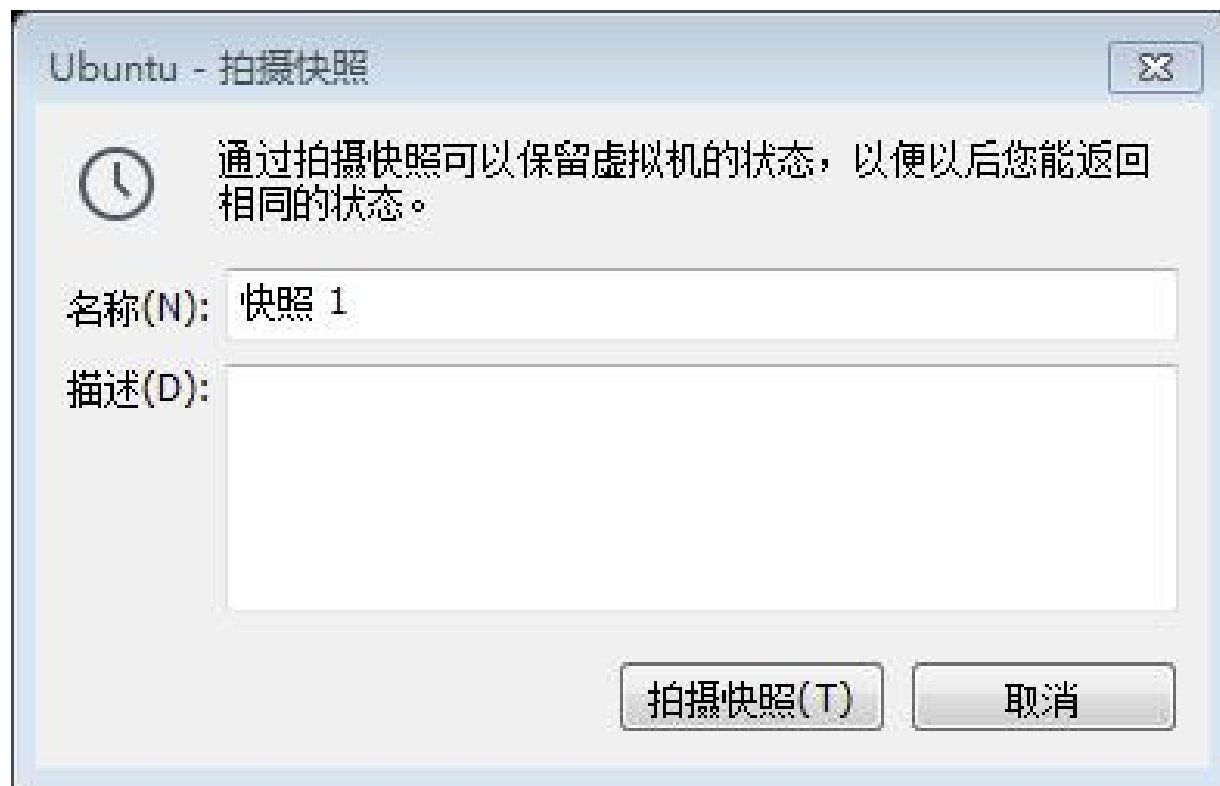 Ubuntu - 拍摄快照
通过拍摄快照可以保留虚拟机的状态，以便以后您能返回
相同的状态。
名称(N): 快照 1
描述(D):
拍摄快照(T) 取消